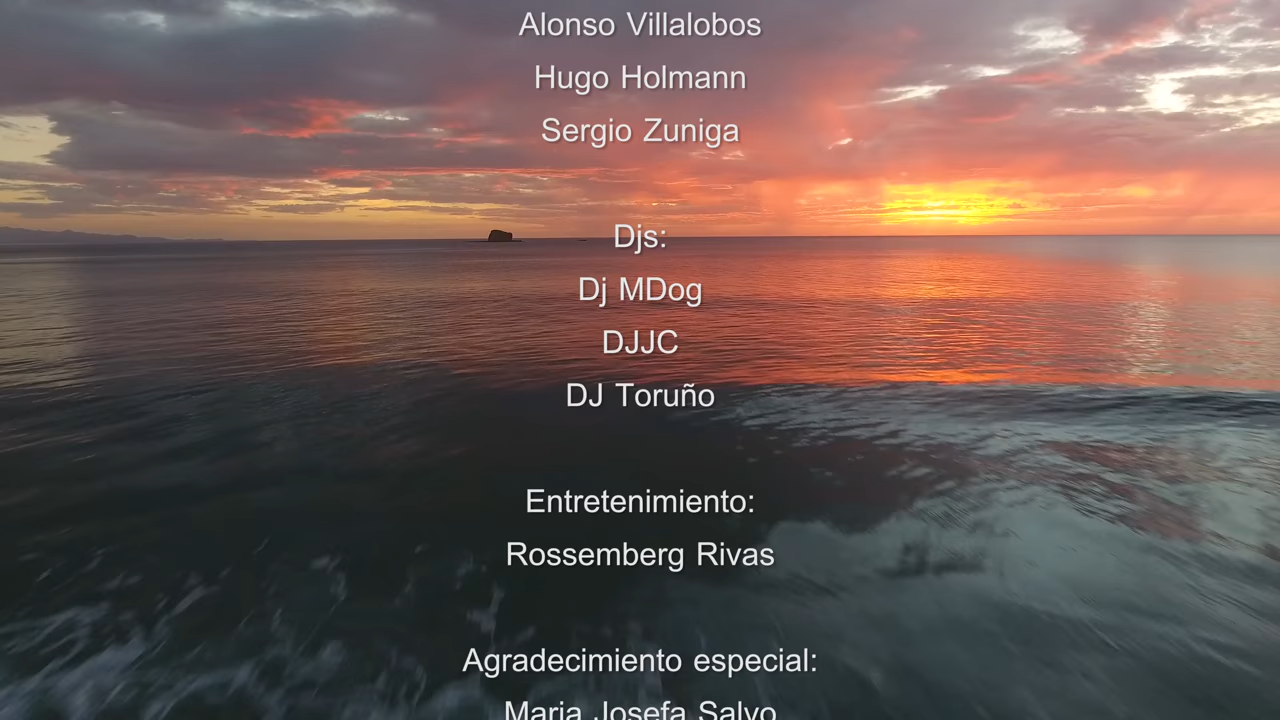 Alonso Villalobos
Hugo Holmann
Sergio Zuniga
Djs:
Dj MDog
DJJC
DJ Toruño
Entretenimiento:
Rossemberg Rivas
Agradecimiento especial:
Maria Josefa Salvo